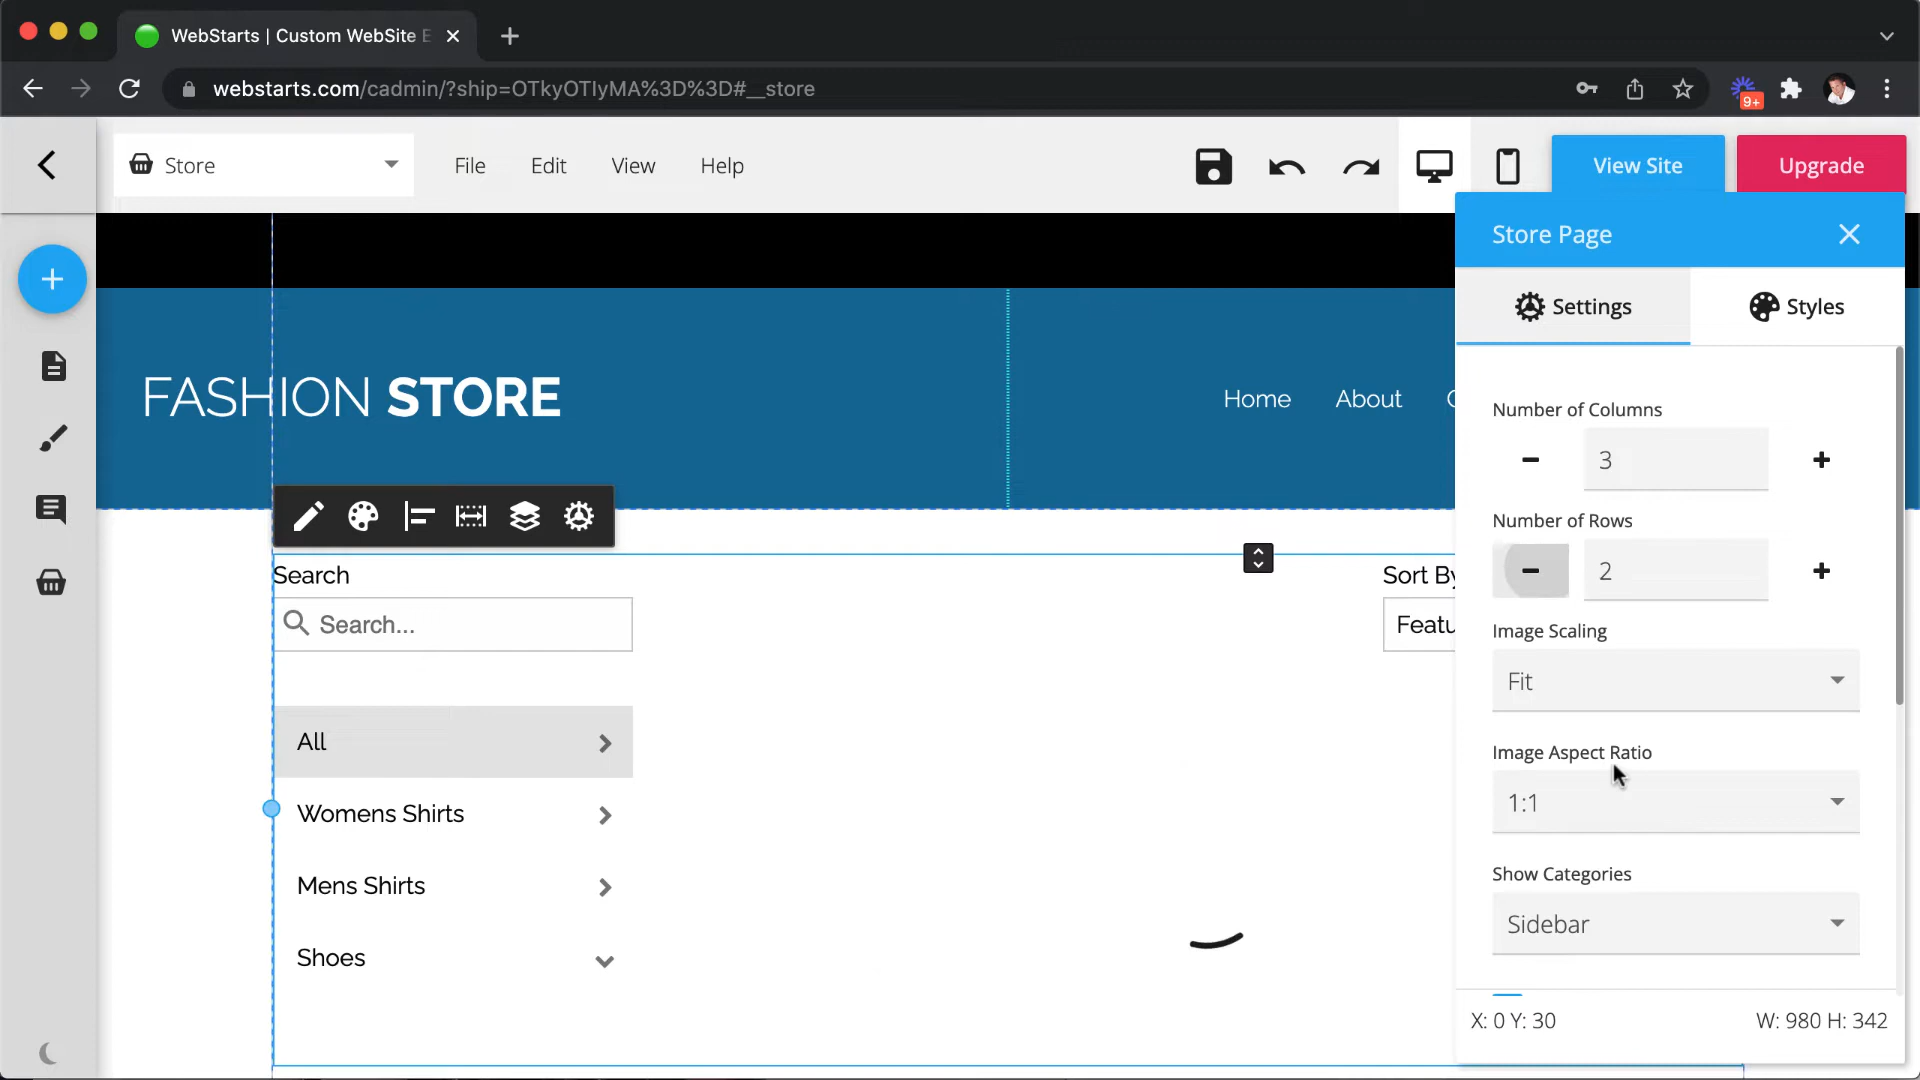 WebStarts | Custom WebSite E
webstarts.com/cadmin/?ship=OTkyOTIyMA%3D%3D#__store
9+
Store
File
Edit
View
Help
View Site
Upgrade
Store Page
Settings
Styles
FASHION STORE
Home
About
Number of Columns
3
Number of Rows
2
Image Scaling
Fit
Image Aspect Ratio
1:1
Show Categories
Sidebar
X: 0 Y: 30
W: 980 H: 342
Search
Search...
Sort By
Featu
All
Womens Shirts
Mens Shirts
Shoes